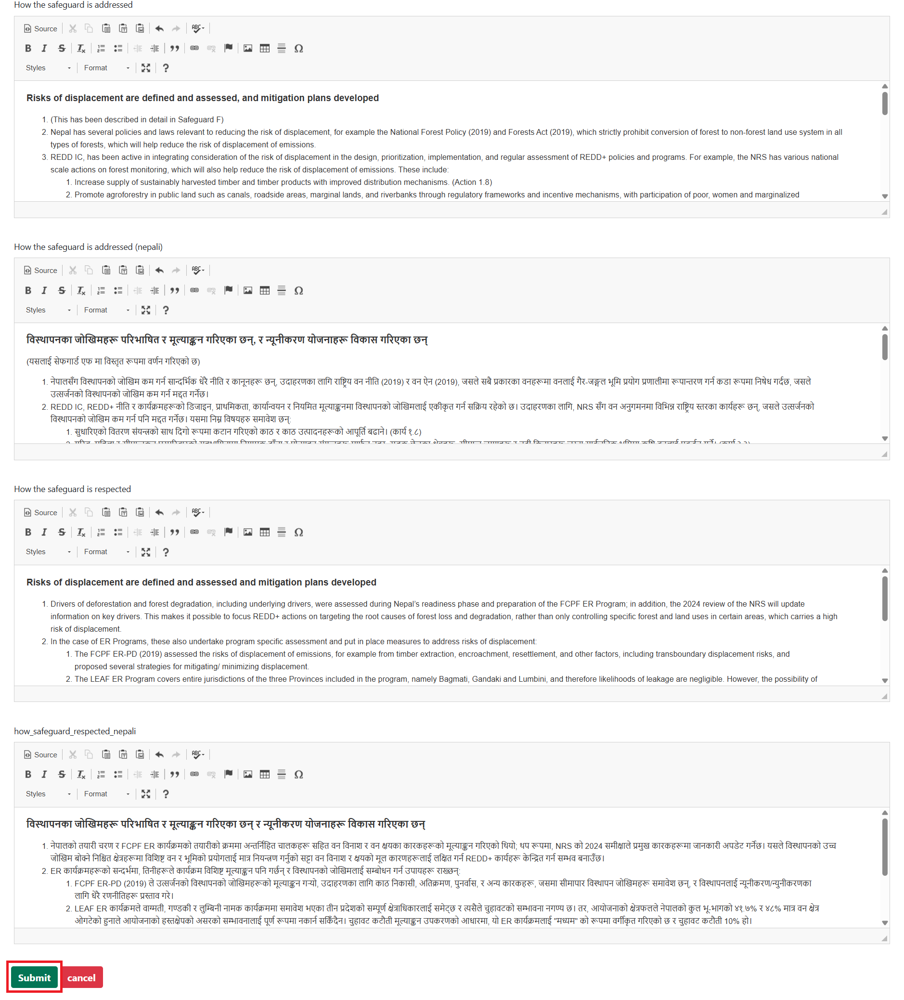 How the safeguard is addressed
Source
ABC
B I S Tx
Styles Format ?
Risks of displacement are defined and assessed, and mitigation plans developed
1. (This has been described in detail in Safeguard F)
2. Nepal has several policies and laws relevant to reducing the risk of displacement, for example the National Forest Policy (2019) and Forests Act (2019), which strictly prohibit conversion of forest to non-forest land use system in all
types of forests, which will help reduce the risk of displacement of emissions.
3. REDD IC, has been active in integrating consideration of the risk of displacement in the design, prioritization, implementation, and regular assessment of REDD+ policies and programs. For example, the NRS has various national
scale actions on forest monitoring, which will also help reduce the risk of displacement of emissions. These include:
1. Increase supply of sustainably harvested timber and timber products with improved distribution mechanisms. (Action 1.8)
2. Promote agroforestry in public land such as canals, roadside areas, marginal lands, and riverbanks through regulatory frameworks and incentive mechanisms, with participation of poor, women and marginalized
How the safeguard is addressed (nepali)
Source
ABC
B I S Tx
Styles Format ?
विस्थापनका जोखिमहरू परिभाषित र मूल्याङ्कन गरिएका छन्, र न्यूनीकरण योजनाहरू विकास गरिएका छन्
(यसलाई सेफगार्ड एफ मा विस्तृत रूपमा वर्णन गरिएको छ)
1. नेपालसँग विस्थापनको जोखिम कम गर्न सान्दर्भिक धेरै नीति र कानूनहरू छन्, उदाहरणका लागि राष्ट्रिय वन नीति (2019) र वन ऐन (2019), जसले सबै प्रकारका वनहरूमा वनलाई गैर-जङ्गल भूमि प्रयोग प्रणालीमा रूपान्तरण गर्न कडा रूपमा निषेध गर्दछ, जसले
उत्सर्जनको विस्थापनको जोखिम कम गर्न मद्दत गर्नेछ।
2. REDD IC, REDD+ नीति र कार्यक्रमहरूको डिजाइन, प्राथमिकता, कार्यान्वयन र नियमित मूल्याङ्कनमा विस्थापनको जोखिमलाई एकीकृत गर्न सक्रिय रहेको छ। उदाहरणका लागि, NRS सँग वन अनुगमनमा विभिन्न राष्ट्रिय स्तरका कार्यहरू छन्, जसले उत्सर्जनको
विस्थापनको जोखिम कम गर्न पनि मद्दत गर्नेछ। यसमा निम्न विषयहरु समावेश छन्:
1. सुधारिएको वितरण संयन्त्रको साथ दिगो रूपमा कटान गरिएको काठ र काठ उत्पादनहरूको आपूर्ति बढाने। (कार्य १.८)
How the safeguard is respected
Source
ABC
B I S Tx
Styles Format ?
Risks of displacement are defined and assessed and mitigation plans developed
1. Drivers of deforestation and forest degradation, including underlying drivers, were assessed during Nepal's readiness phase and preparation of the FCPF ER Program; in addition, the 2024 review of the NRS will update
information on key drivers. This makes it possible to focus REDD+ actions on targeting the root causes of forest loss and degradation, rather than only controlling specific forest and land uses in certain areas, which carries a high
risk of displacement.
2. In the case of ER Programs, these also undertake program specific assessment and put in place measures to address risks of displacement:
1. The FCPF ER-PD (2019) assessed the risks of displacement of emissions, for example from timber extraction, encroachment, resettlement, and other factors, including transboundary displacement risks, and
proposed several strategies for mitigating/ minimizing displacement.
2. The LEAF ER Program covers entire jurisdictions of the three Provinces included in the program, namely Bagmati, Gandaki and Lumbini, and therefore likelihoods of leakage are negligible. However, the possibility of
how_safeguard_respected_nepali
Source
ABC
B I S Tx
Styles Format ?
विस्थापनका जोखिमहरू परिभाषित र मूल्याङ्कन गरिएका छन् र न्यूनीकरण योजनाहरू विकास गरिएका छन्
1. नेपालको तयारी चरण र FCPF ER कार्यक्रमको तयारीको क्रममा अन्तर्निहित चालकहरू सहित वन विनाश र वन क्षयका कारकहरूको मूल्याङ्कन गरिएको थियो; थप रूपमा, NRS को 2024 समीक्षाले प्रमुख कारकहरूमा जानकारी अपडेट गर्नेछ। यसले विस्थापनको उच्च
जोखिम बोक्ने निश्चित क्षेत्रहरूमा विशिष्ट वन र भूमिको प्रयोगलाई मात्र नियन्त्रण गर्नुको सट्टा वन विनाश र क्षयको मूल कारणहरूलाई लक्षित गर्न REDD+ कार्यहरू केन्द्रित गर्न सम्भव बनाउँछ।
2. ER कार्यक्रमहरूको सन्दर्भमा, तिनीहरूले कार्यक्रम विशिष्ट मूल्याङ्कन पनि गर्छन् र विस्थापनको जोखिमलाई सम्बोधन गर्न उपायहरू राख्छन्:
1. FCPF ER-PD (2019) ले उत्सर्जनको विस्थापनको जोखिमहरूको मूल्याङ्कन गर्‍यो, उदाहरणका लागि काठ निकासी, अतिक्रमण, पुनर्वास, र अन्य कारकहरू, जसमा सीमापार विस्थापन जोखिमहरू समावेश छन्, र विस्थापनलाई न्यूनीकरण/न्युनीकरणका
लागि धेरै रणनीतिहरू प्रस्ताव गरे।
2. LEAF ER कार्यक्रमले वाग्मती, गण्डकी र लुम्बिनी नामक कार्यक्रममा समावेश भएका तीन प्रदेशको सम्पूर्ण क्षेत्राधिकारलाई समेट्छ र त्यसैले चुहावटको सम्भावना नगण्य छ। तर, आयोजनाको क्षेत्रफलले नेपालको कुल भू-भागको ४१.७% र ४८% मात्र वन क्षेत्र
ओगटेको हुनाले आयोजनाको हस्तक्षेपको असरको सम्भावनालाई पूर्ण रूपमा नकार्न सकिँदैन। चुहावट कटौती मूल्याङ्कन उपकरणको आधारमा, यो ER कार्यक्रमलाई "मध्यम" को रूपमा वर्गीकृत गरिएको छ र चुहावट कटौती 10% हो।
Submit cancel